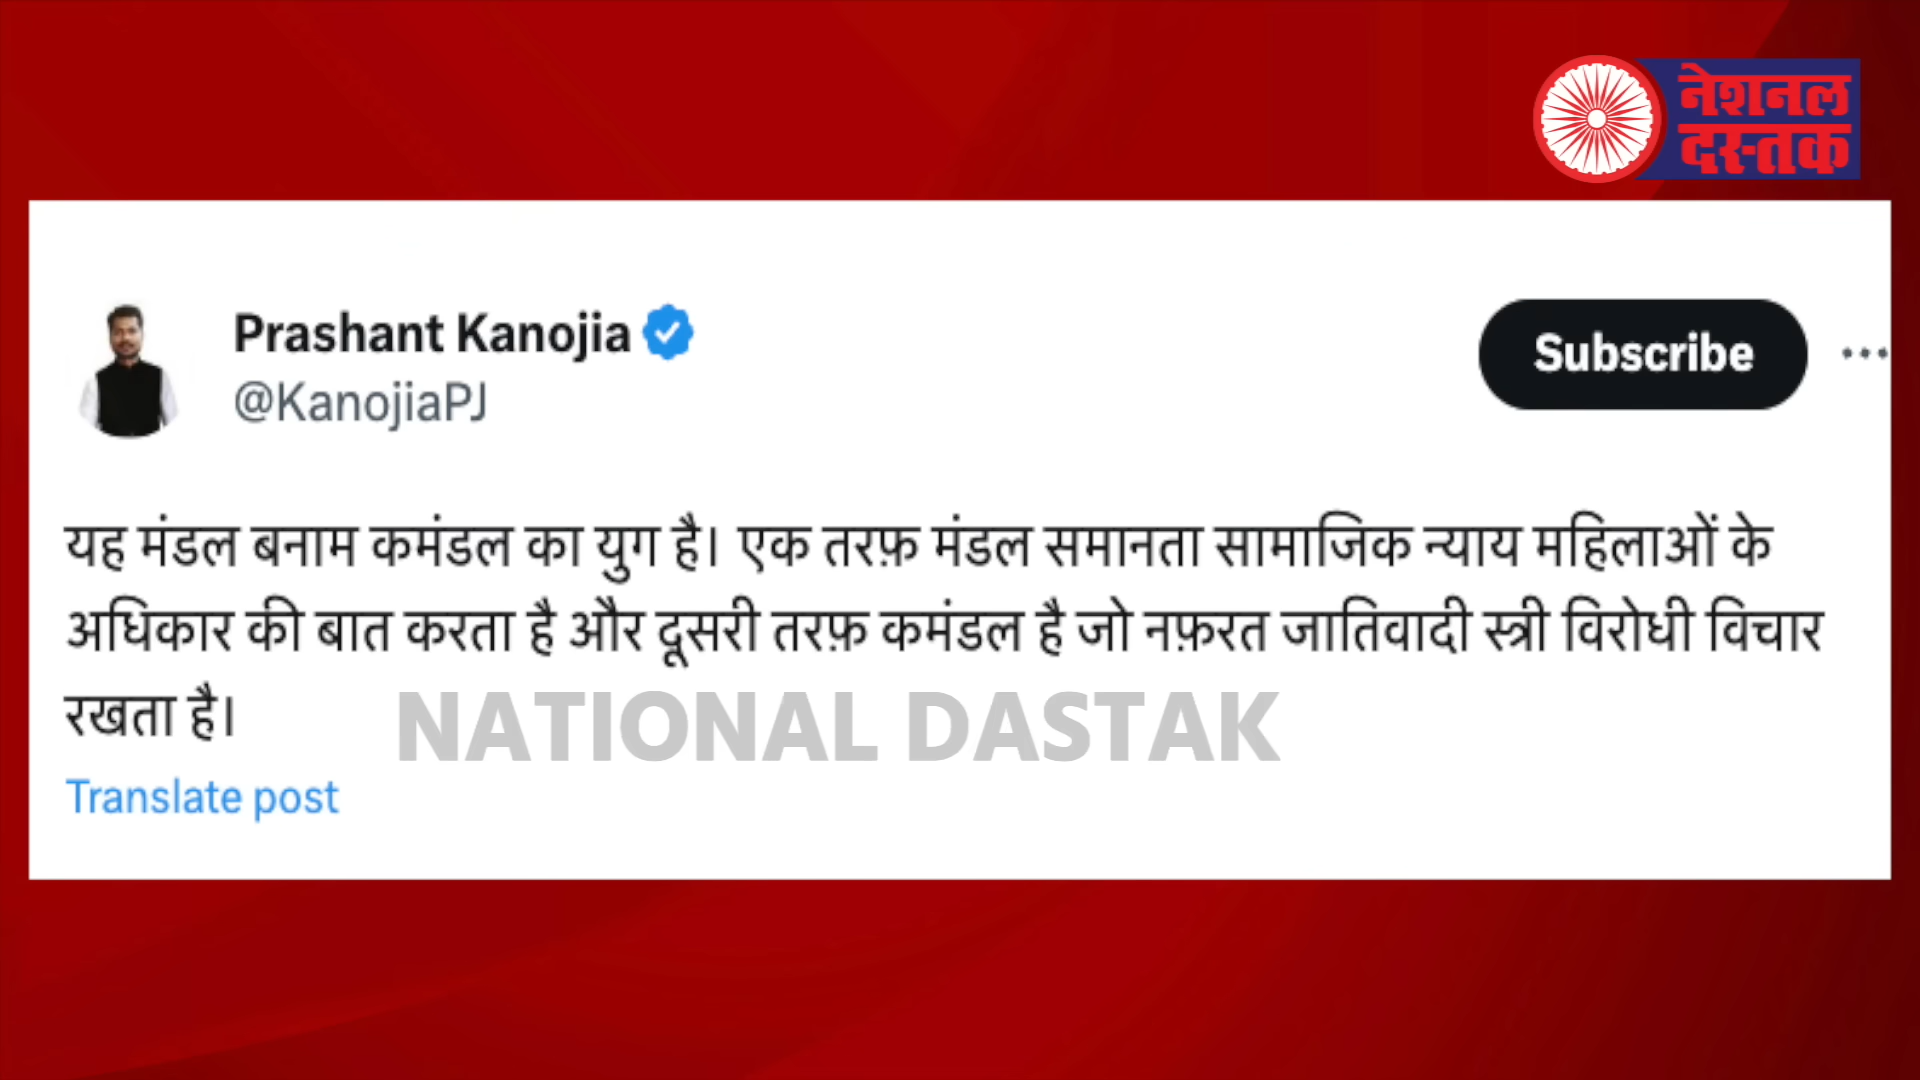 नेशनल
दस्तक
Prashant Kanojia
@KanojiaPJ
Subscribe
यह मंडल बनाम कमंडल का युग है। एक तरफ़ मंडल समानता सामाजिक न्याय महिलाओं के
अधिकार की बात करता है और दूसरी तरफ़ कमंडल है जो नफ़रत जातिवादी स्त्री विरोधी विचार
रखता है।
NATIONAL DASTAK
Translate post